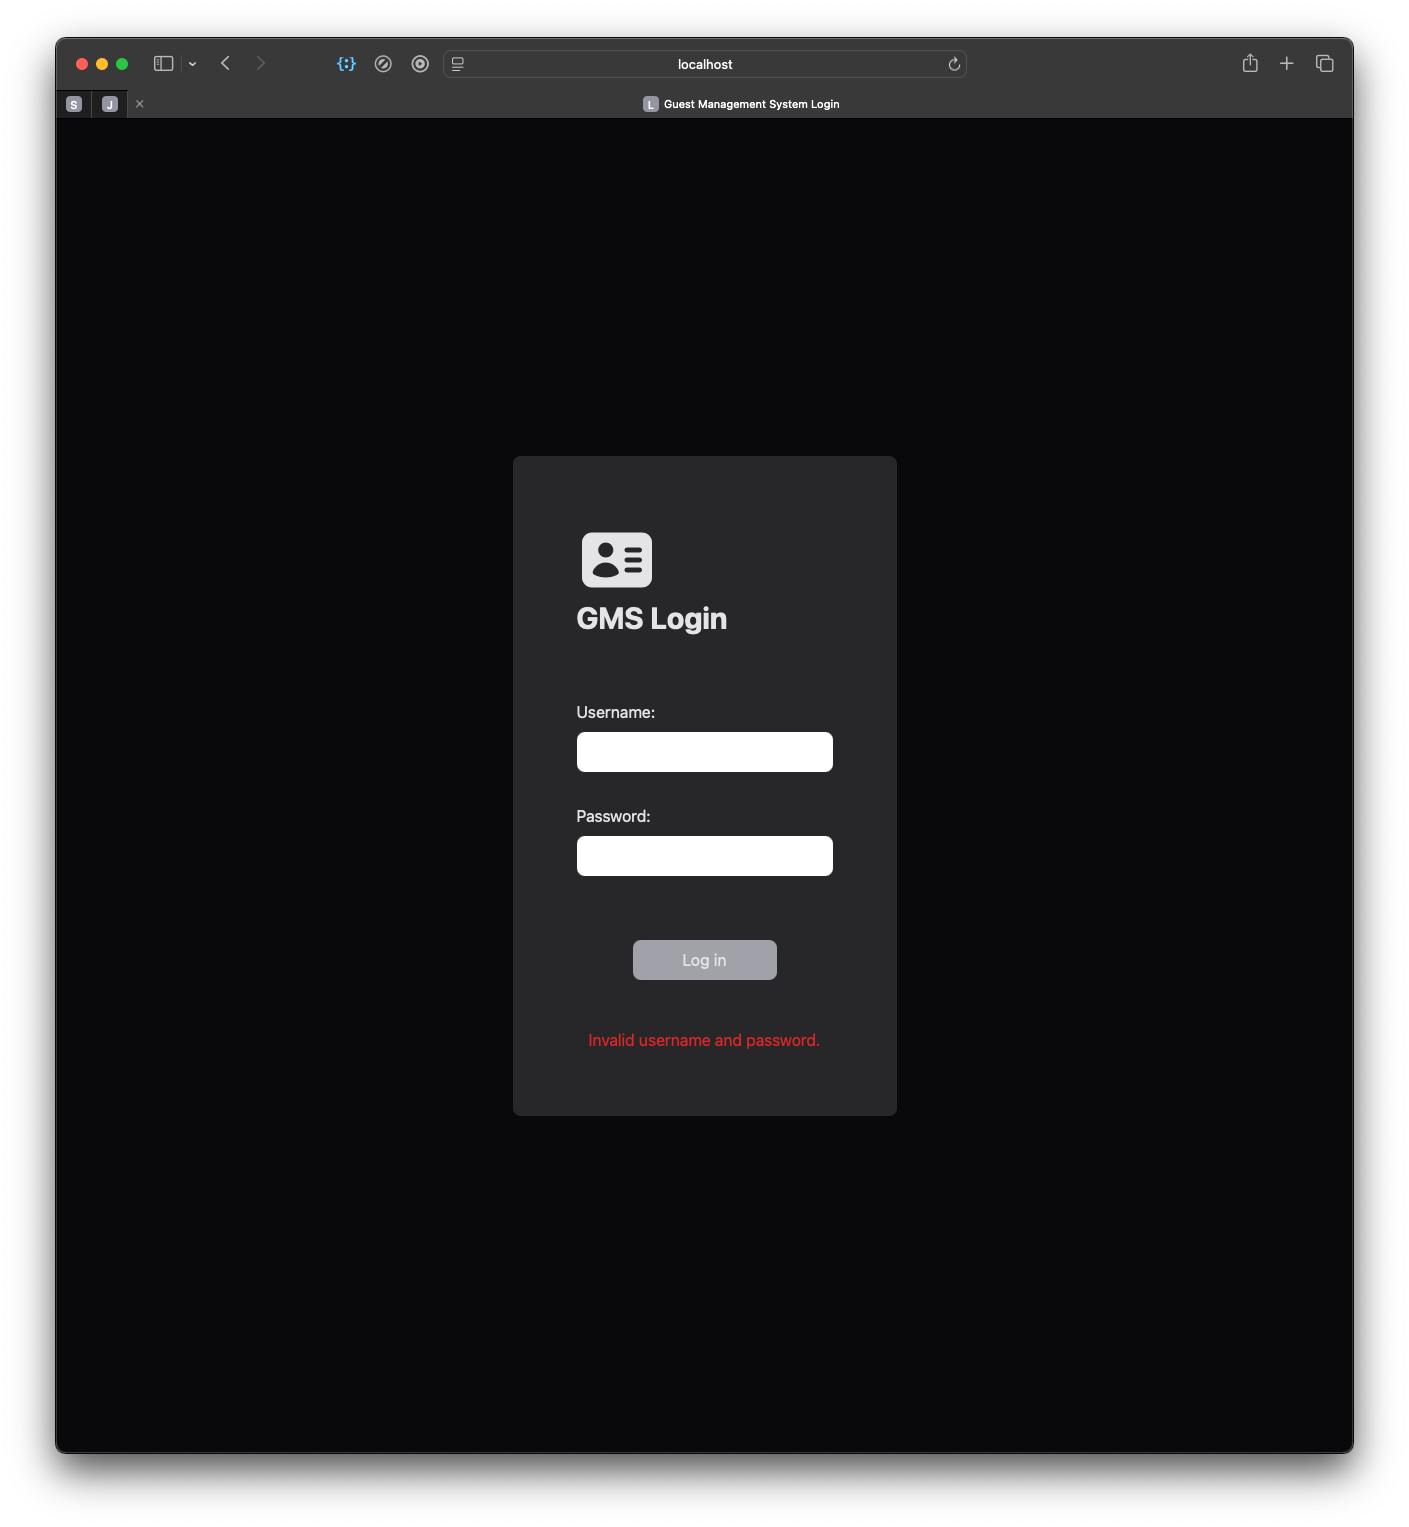 localhost
S
J
L Guest Management System Login
GMS Login
Username:
Password:
Log in
Invalid username and password.